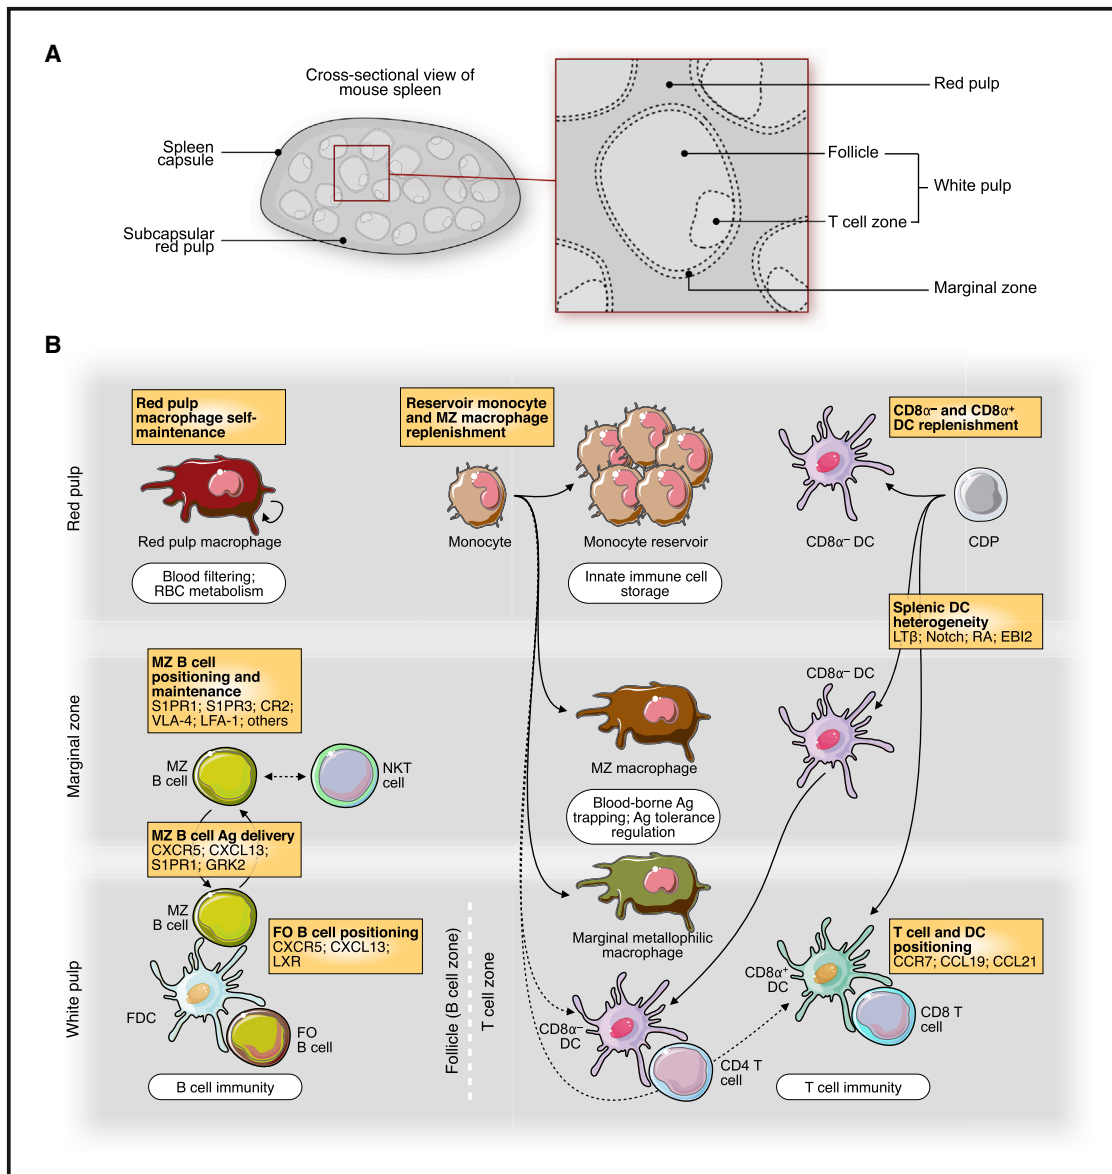 A
Cross-sectional view of
mouse spleen
Spleen
capsule
Subcapsular
red pulp
Red pulp
Follicle
White pulp
T cell zone
Marginal zone
B
Red pulp
Red pulp
macrophage self-
maintenance
Red pulp macrophage
Blood filtering;
RBC metabolism
Reservoir monocyte
and MZ macrophage
replenishment
Monocyte
Monocyte reservoir
Innate immune cell
storage
CD8α– and CD8α+
DC replenishment
CD8α– DC
CDP
Splenic DC
heterogeneity
LTβ; Notch; RA; EBI2
Marginal zone
MZ B cell
positioning and
maintenance
S1PR1; S1PR3; CR2;
VLA-4; LFA-1; others
MZ
B cell
NKT
cell
MZ B cell Ag delivery
CXCR5; CXCL13;
S1PR1; GRK2
MZ macrophage
Blood-borne Ag
trapping; Ag tolerance
regulation
CD8α– DC
White pulp
MZ
B cell
FO B cell positioning
CXCR5; CXCL13;
LXR
FDC
FO
B cell
B cell immunity
Follicle (B cell zone)
T cell zone
Marginal metallophilic
macrophage
CD8α–
DC
CD4 T
cell
CD8α+
DC
CD8 T
cell
T cell and DC
positioning
CCR7; CCL19; CCL21
T cell immunity